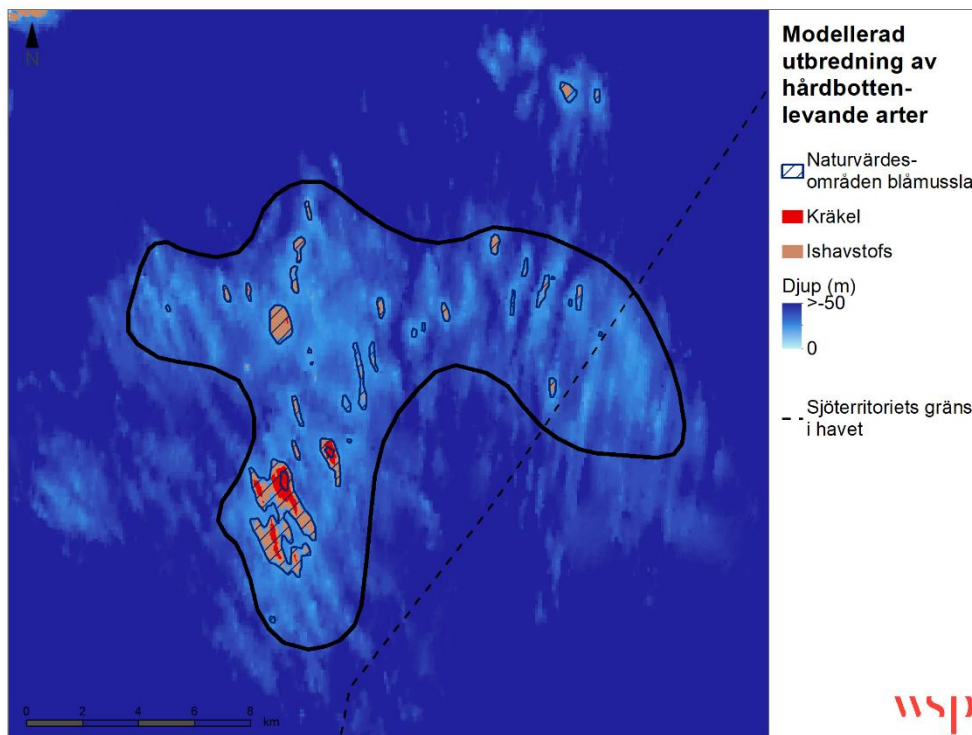 Modellerad
utbredning av
hårdbotten-
levande arter
Naturvärdes-
områden blåmussla
Kräkel
Ishavstofs
Djup (m)
>-50
0
Sjöterritoriets gräns
i havet
N
0 2 4 6 8
km
wsp